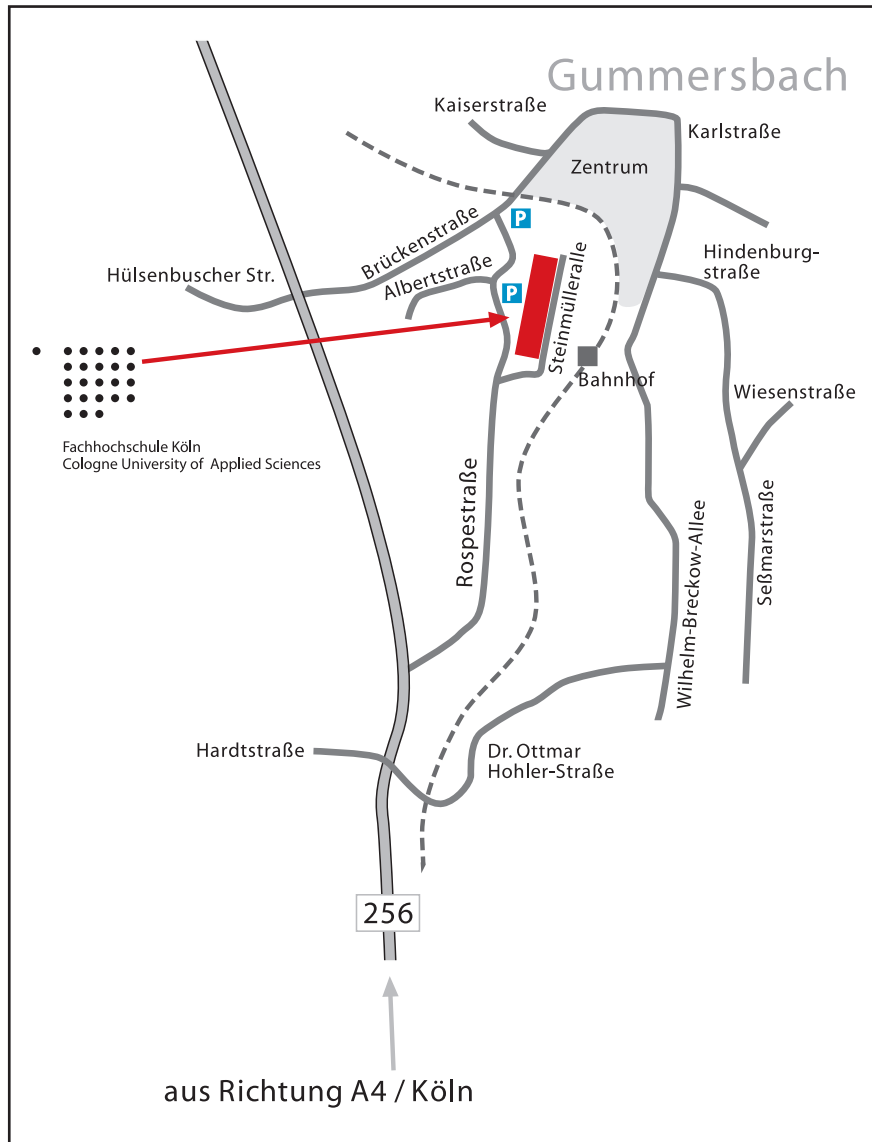 Gummersbach
Kaiserstraße
Karlstraße
Zentrum
P
Brückenstraße
Hindenburg-
straße
Hülsenbuscher Str.
Albertstraße
P
Steinmülleralle
Bahnhof
Wiesenstraße
Fachhochschule Köln
Cologne University of Applied Sciences
Rospestraße
Seßmarstraße
Wilhelm-Breckow-Allee
Hardtstraße
Dr. Ottmar
Hohler-Straße
256
aus Richtung A4 / Köln